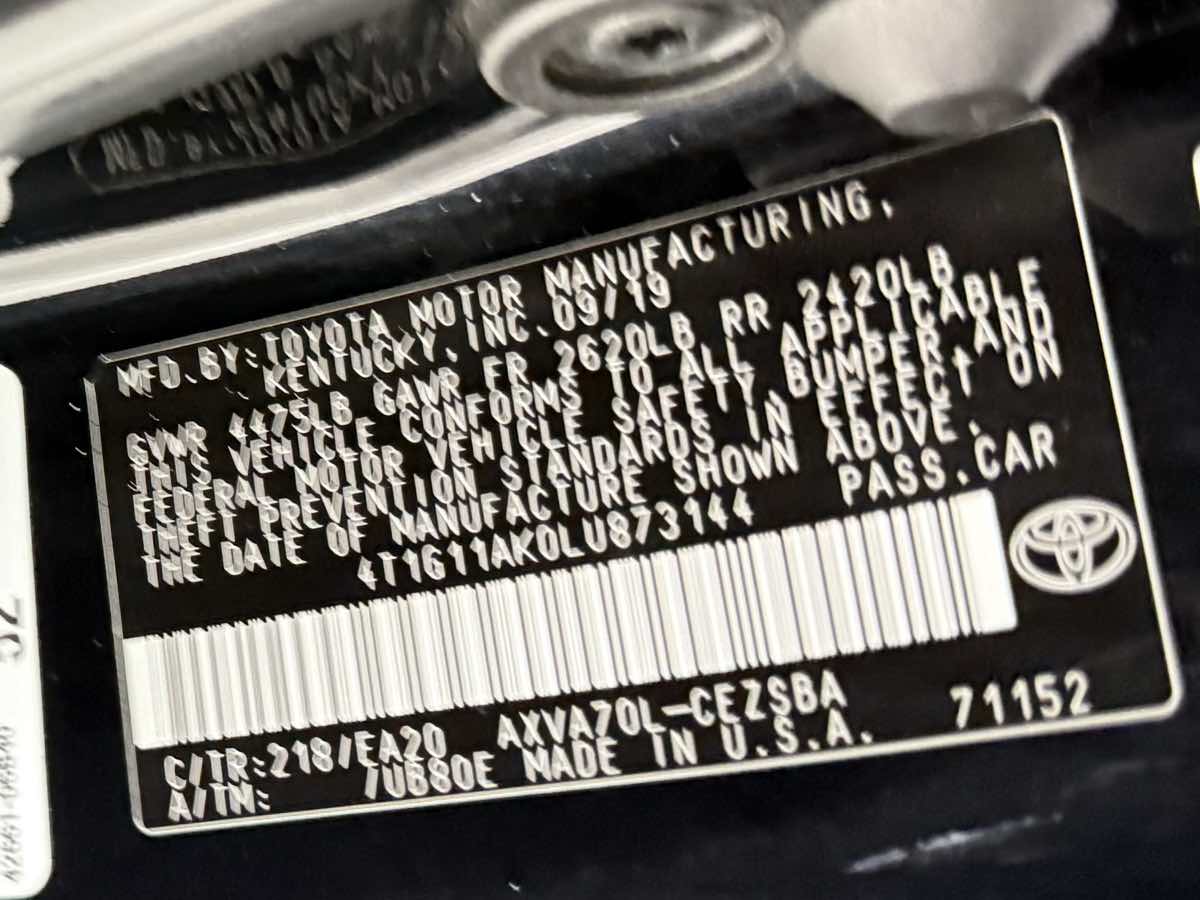 MFD. BY: TOYOTA MOTOR MANUFACTURING,
KENTUCKY, INC. 09/19
GVWR 4475LB GAWR FR 2620LB RR 2420LB
THIS VEHICLE CONFORMS TO ALL APPLICABLE
FEDERAL MOTOR VEHICLE SAFETY, BUMPER, AND
THEFT PREVENTION STANDARDS IN EFFECT ON
THE DATE OF MANUFACTURE SHOWN ABOVE.
4T1G11AK0LU873144 PASS. CAR
C/TR:218/EA20 AXVA70L-CEZSBA 71152
A/TM: /UB80E MADE IN U.S.A.